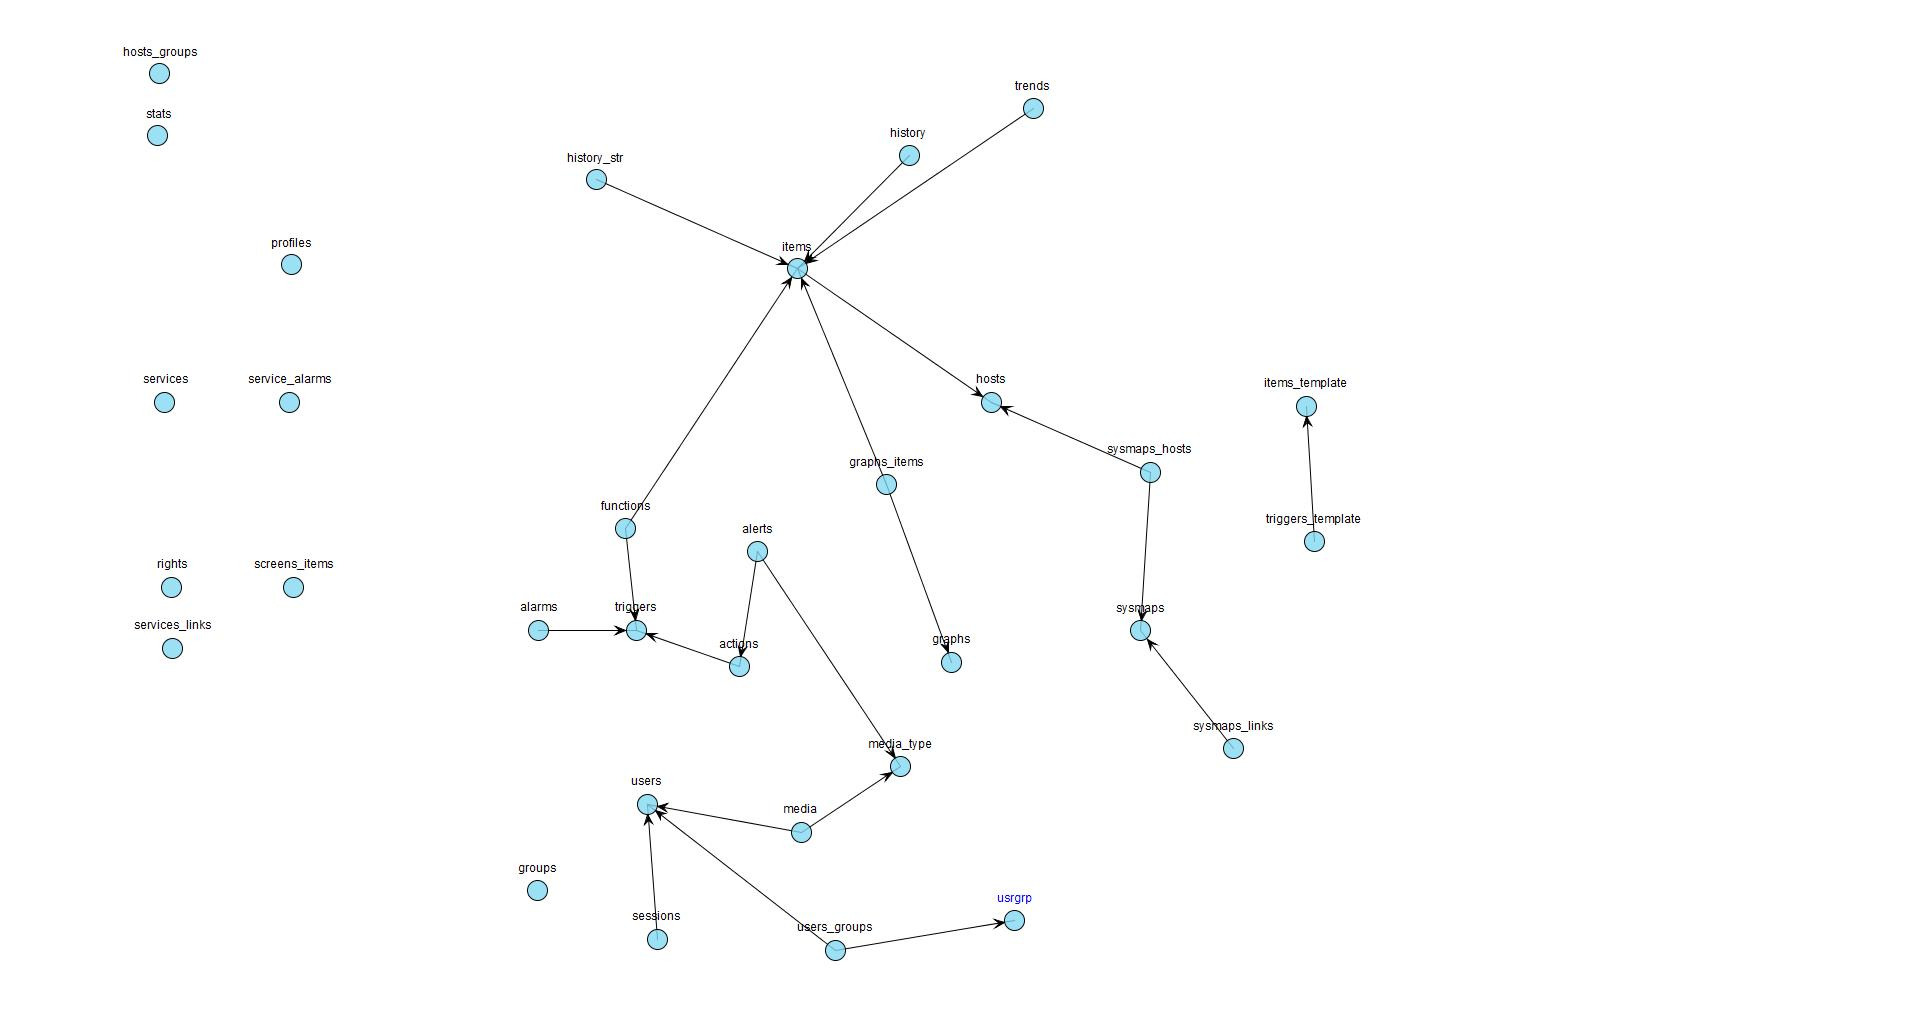 hosts_groups
stats
trends
history
history_str
items
profiles
services
service_alarms
hosts
items_template
sysmaps_hosts
graphs_items
functions
alerts
triggers_template
rights
screens_items
alarms
triggers
sysmaps
services_links
actions
graphs
sysmaps_links
media_type
users
media
groups
usrgrp
sessions
users_groups